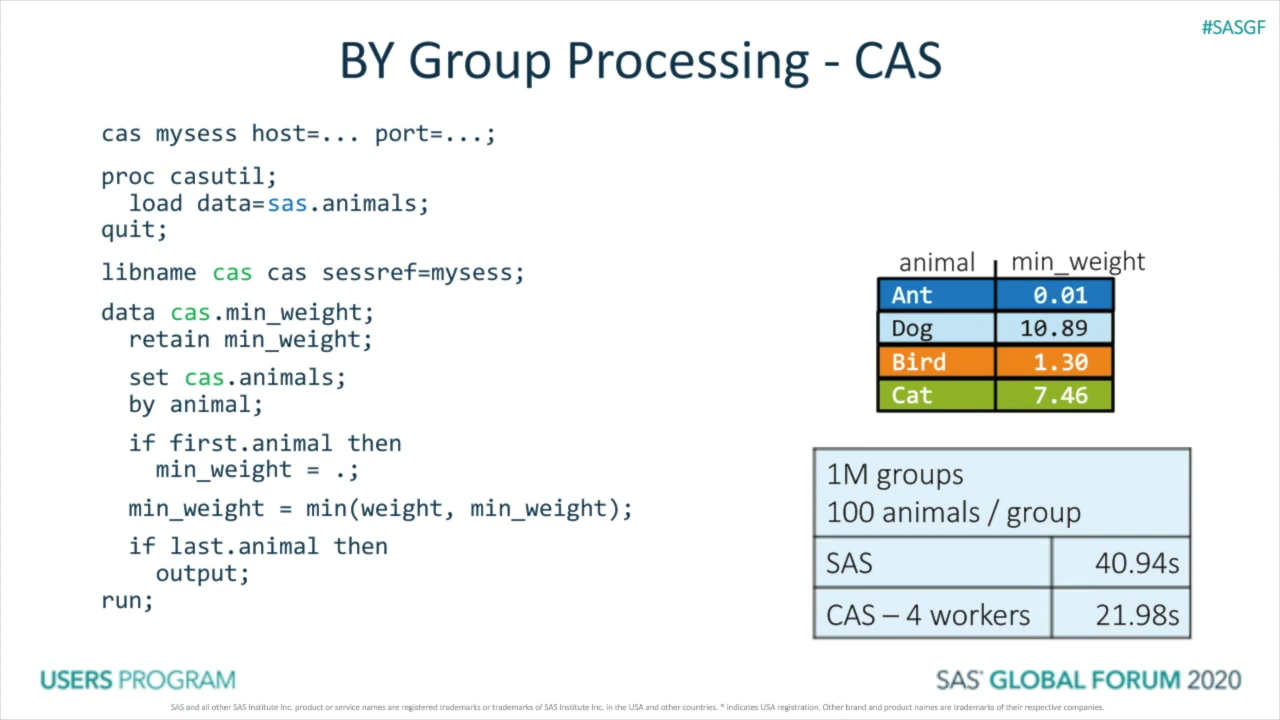 #SASGF
BY Group Processing - CAS
cas mysess host=... port=...;
proc casutil;
load data=sas.animals;
quit;
libname cas cas sessref=mysess;
data cas.min_weight;
retain min_weight;
set cas.animals;
by animal;
if first.animal then
min_weight = .;
min_weight = min(weight, min_weight);
if last.animal then
output;
run;
animal min_weight
Ant 0.01
Dog 10.89
Bird 1.30
Cat 7.46
1M groups
100 animals / group
SAS 40.94s
CAS – 4 workers 21.98s
USERS PROGRAM
SAS® GLOBAL FORUM 2020
SAS and all other SAS Institute Inc. product or service names are registered trademarks or trademarks of SAS Institute Inc. in the USA and other countries. ® indicates USA registration. Other brand and product names are trademarks of their respective companies.